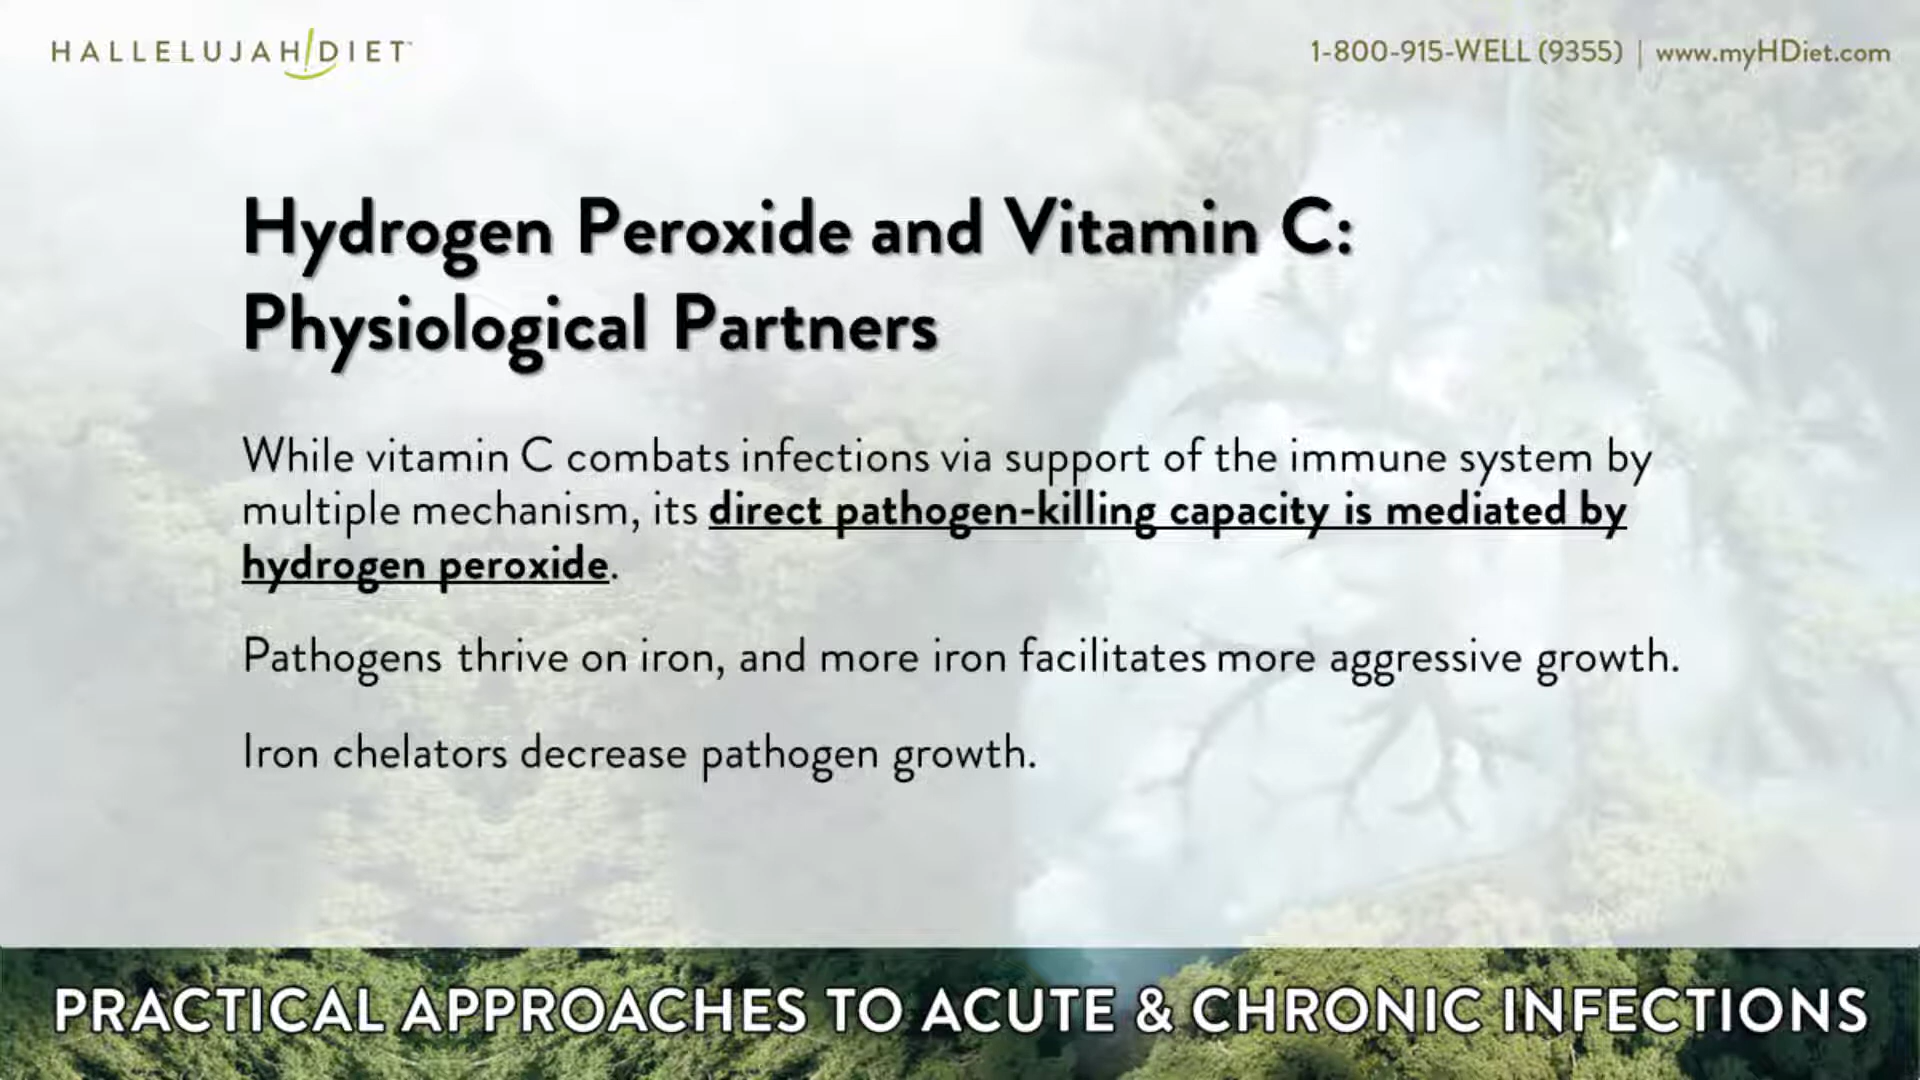 HALLELUJAH DIET
1-800-915-WELL (9355) | www.myHDiet.com
Hydrogen Peroxide and Vitamin C:
Physiological Partners
While vitamin C combats infections via support of the immune system by
multiple mechanism, its direct pathogen-killing capacity is mediated by
hydrogen peroxide.
Pathogens thrive on iron, and more iron facilitates more aggressive growth.
Iron chelators decrease pathogen growth.
PRACTICAL APPROACHES TO ACUTE & CHRONIC INFECTIONS